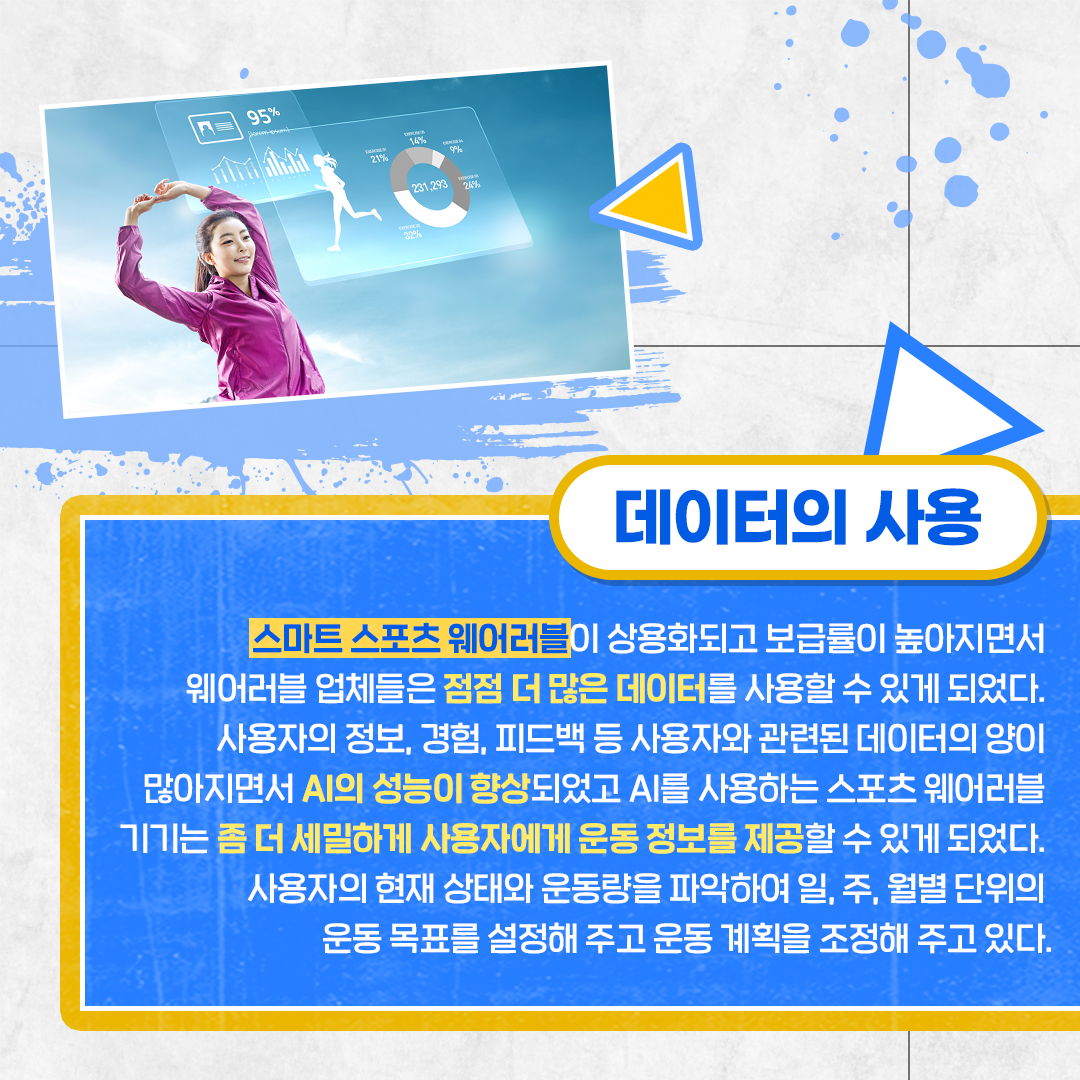 95%
[lorem ipsum]
EXERCISE 01
14%
EXERCISE 05
21%
EXERCISE 04
9%
231,293
EXERCISE 03
24%
32%
데이터의 사용
스마트 스포츠 웨어러블이 상용화되고 보급률이 높아지면서
웨어러블 업체들은 점점 더 많은 데이터를 사용할 수 있게 되었다.
사용자의 정보, 경험, 피드백 등 사용자와 관련된 데이터의 양이
많아지면서 AI의 성능이 향상되었고 AI를 사용하는 스포츠 웨어러블
기기는 좀 더 세밀하게 사용자에게 운동 정보를 제공할 수 있게 되었다.
사용자의 현재 상태와 운동량을 파악하여 일, 주, 월별 단위의
운동 목표를 설정해 주고 운동 계획을 조정해 주고 있다.